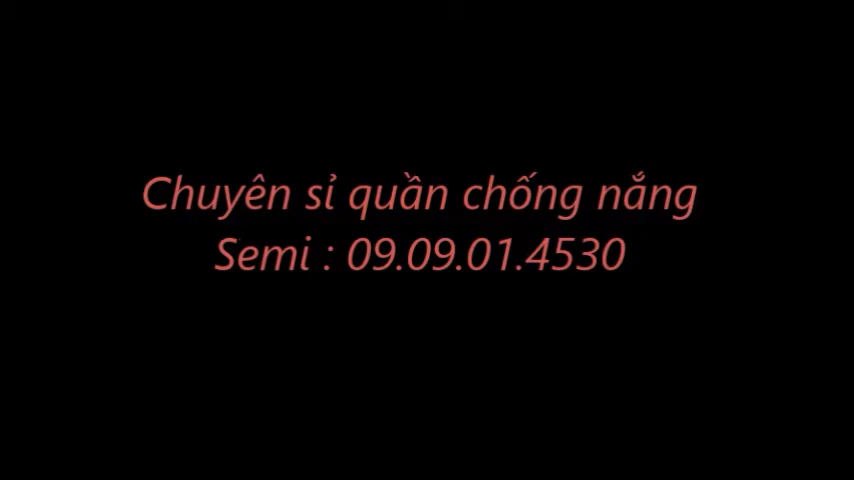 Chuyên sỉ quần chống nắng
Semi : 09.09.01.4530